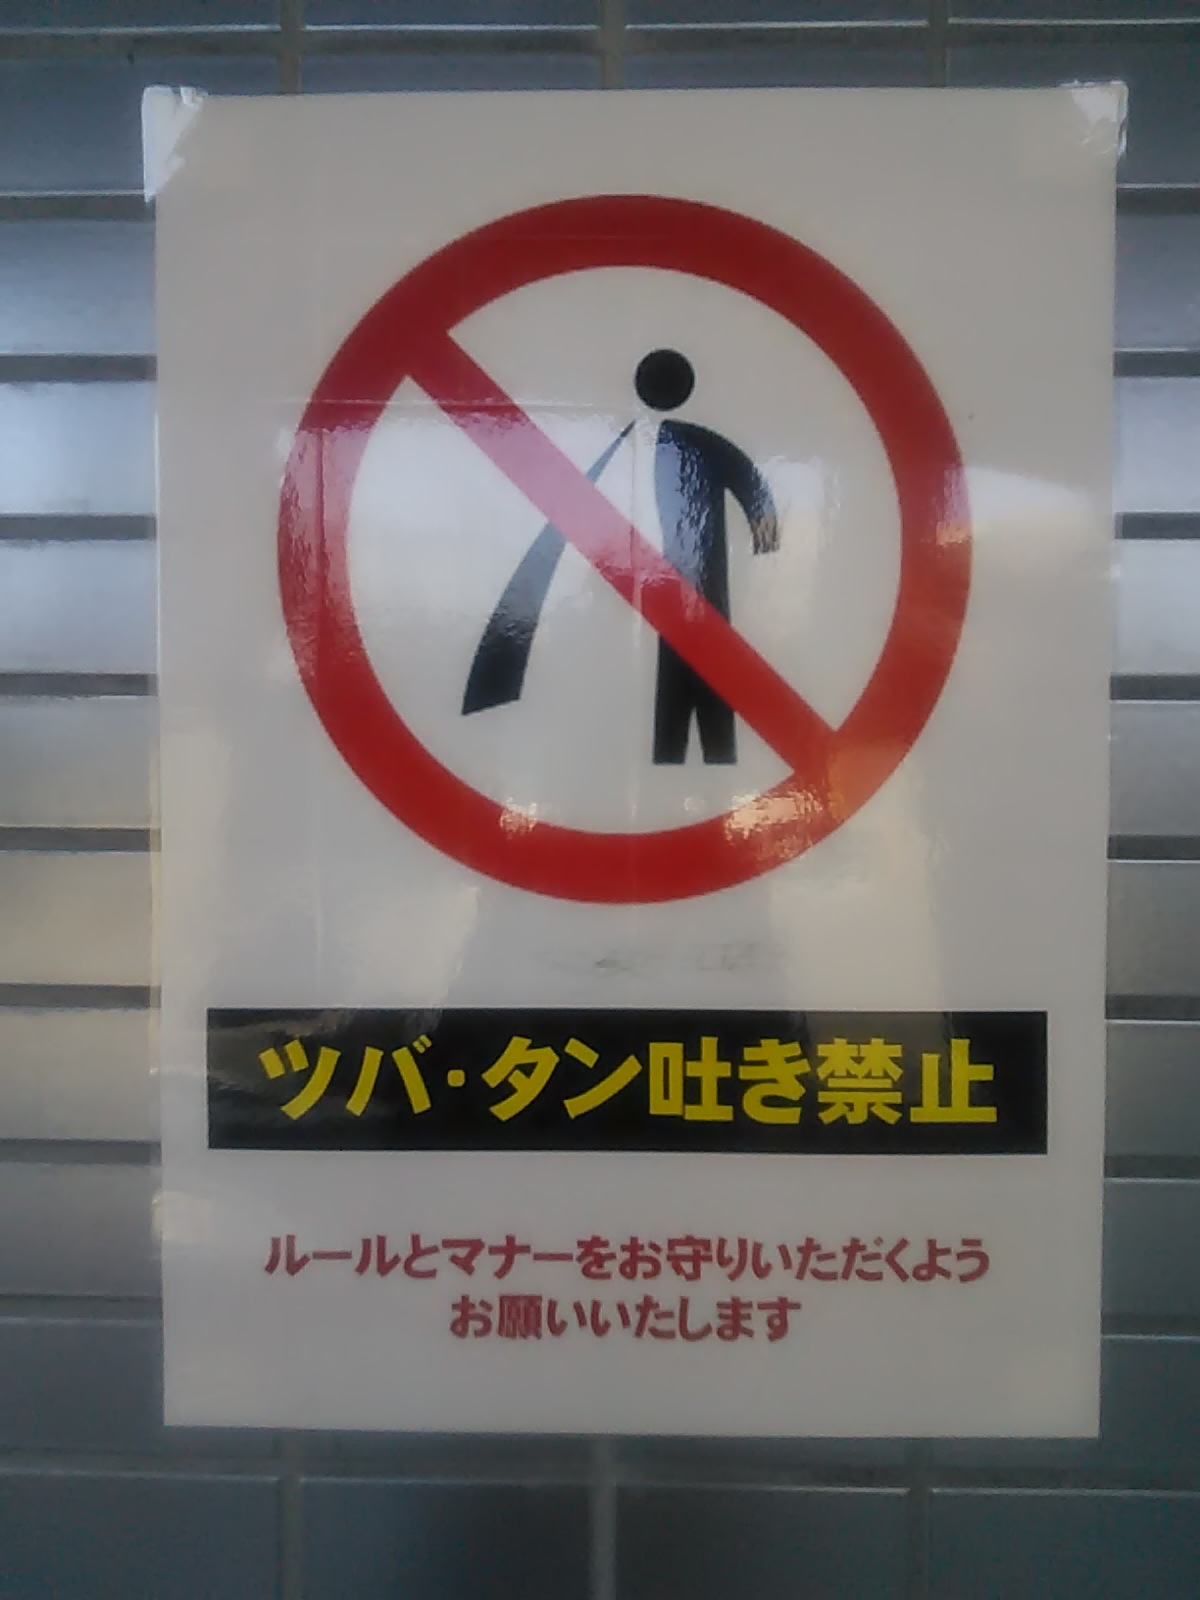 ツバ・タン吐き禁止
ルールとマナーをお守りいただくよう
お願いいたします